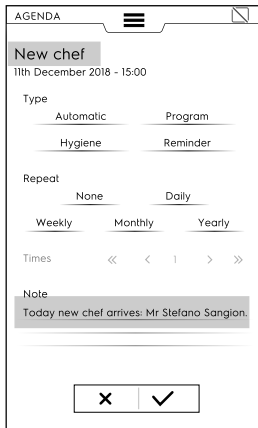 AGENDA
New chef
11th December 2018 - 15:00
Type
Automatic Program
Hygiene Reminder
Repeat
None Daily
Weekly Monthly Yearly
Times « < 1 > »
Note
Today new chef arrives: Mr Stefano Sangion.